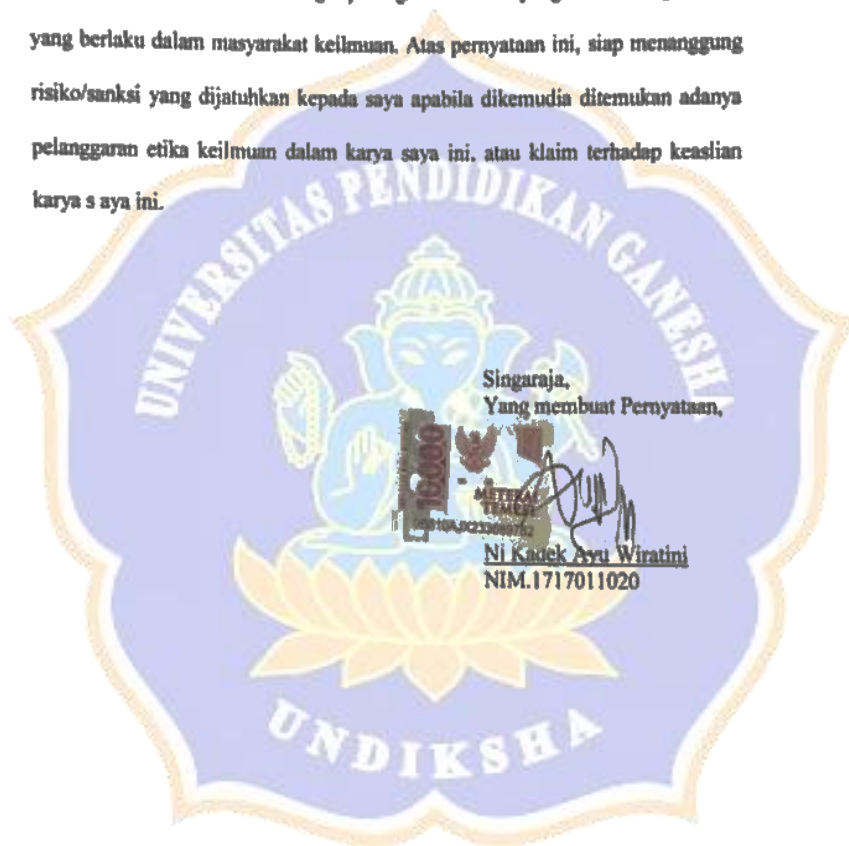 yang berlaku dalam masyarakat keilmuan. Atas pernyataan ini, siap menanggung
risiko/sanksi yang dijatuhkan kepada saya apabila dikemudia ditemukan adanya
pelanggaran etika keilmuan dalam karya saya ini. atau klaim terhadap keaslian
karya s aya ini.
UNIVERSITAS PENDIDIKAN GANESHA
Singaraja,
Yang membuat Pernyataan,
10000
METERAI
TEMPEL
Ni Kadek Ayu Wiratini
NIM.1717011020
UNDIKSHA